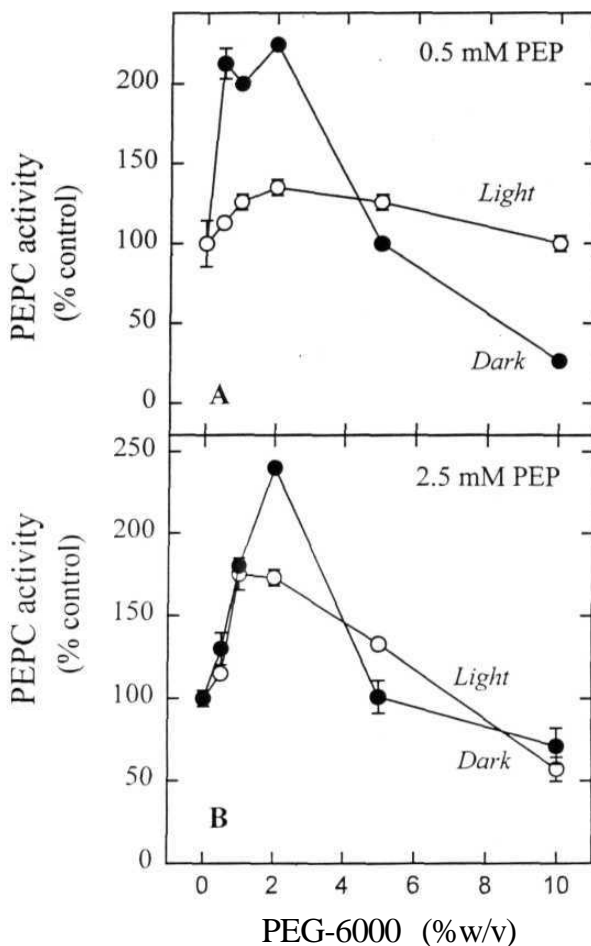 0.5 mM PEP
200
150
100
50
0
PEPC activity
(% control)
Light
Dark
A
250
200
150
100
50
0
PEPC activity
(% control)
2.5 mM PEP
Light
Dark
B
0 2 4 6 8 10
PEG-6000 (%w/v)